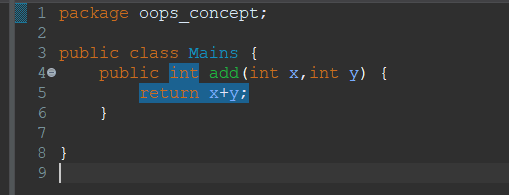 1 package oops_concept;
2
3 public class Mains {
4     public int add(int x,int y) {
5         return x+y;
6     }
7
8 }
9